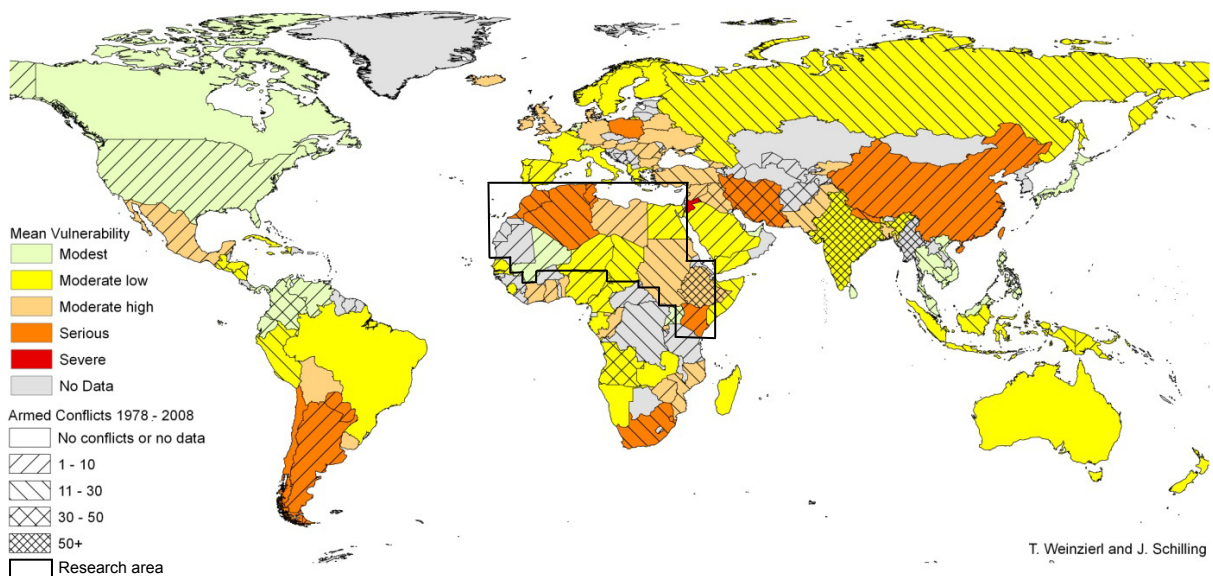 Mean Vulnerability
Modest
Moderate low
Moderate high
Serious
Severe
No Data
Armed Conflicts 1978 - 2008
No conflicts or no data
1 - 10
11 - 30
30 - 50
50+
Research area
T. Weinzierl and J. Schilling